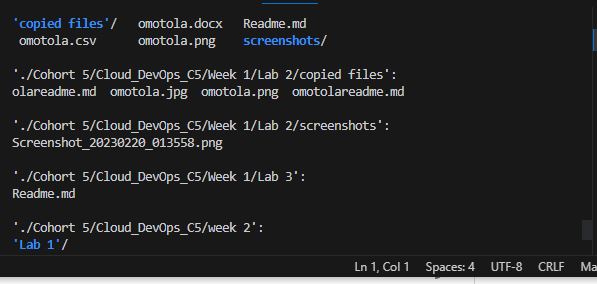 'copied files'/   omotola.docx   Readme.md
 omotola.csv      omotola.png    screenshots/
'./Cohort 5/Cloud_DevOps_C5/Week 1/Lab 2/copied files':
olareadme.md  omotola.jpg  omotola.png  omotolareadme.md
'./Cohort 5/Cloud_DevOps_C5/Week 1/Lab 2/screenshots':
Screenshot_20230220_013558.png
'./Cohort 5/Cloud_DevOps_C5/Week 1/Lab 3':
Readme.md
'./Cohort 5/Cloud_DevOps_C5/week 2':
'Lab 1'/
Ln 1, Col 1   Spaces: 4   UTF-8   CRLF   Ma